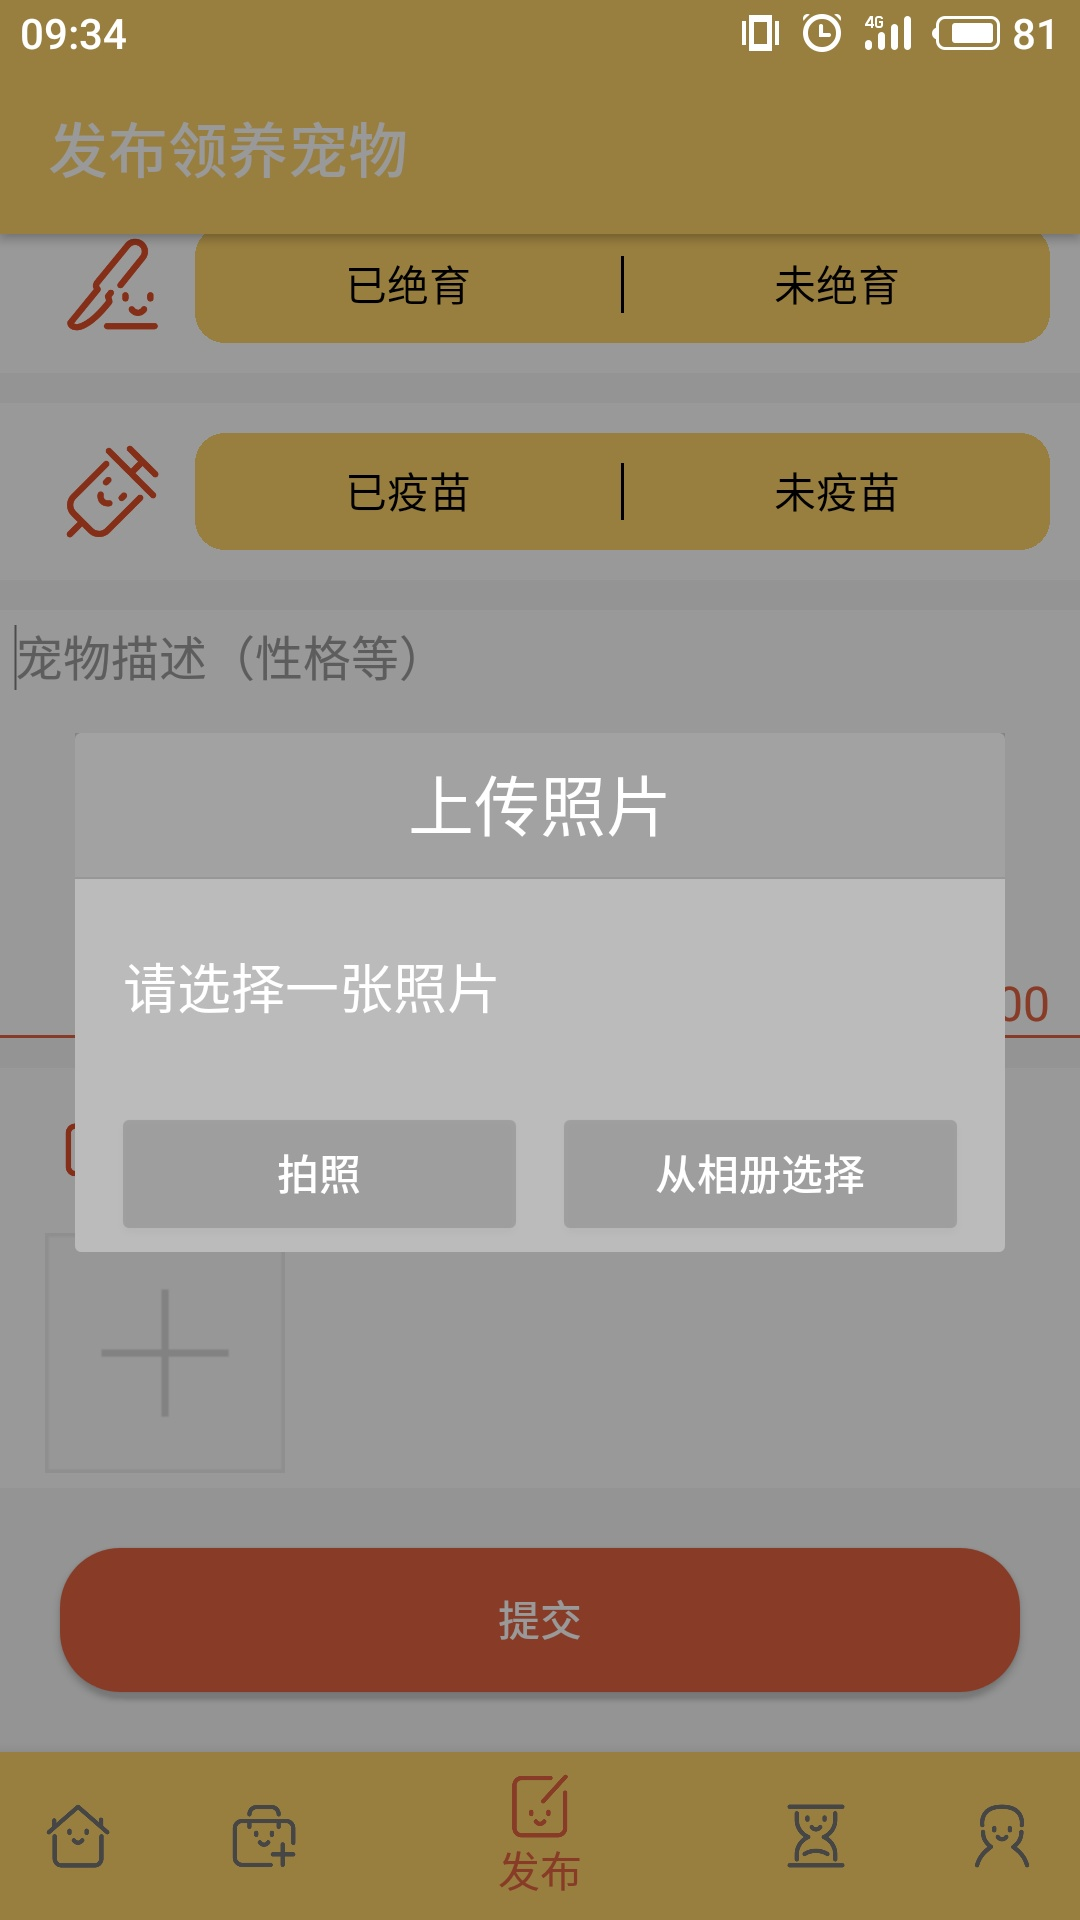 09:34
4G
81
发布领养宠物
已绝育
未绝育
已疫苗
未疫苗
宠物描述（性格等）
上传照片
请选择一张照片
00
拍照
从相册选择
提交
发布